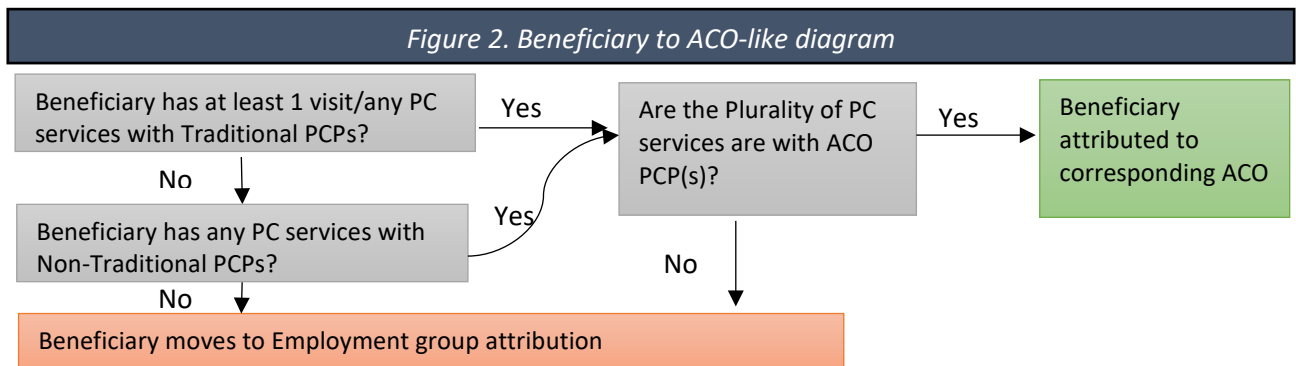 Figure 2. Beneficiary to ACO-like diagram
Beneficiary has at least 1 visit/any PC
services with Traditional PCPs?
Yes
Are the Plurality of PC
services are with ACO
PCP(s)?
Yes
Beneficiary
attributed to
corresponding ACO
No
Beneficiary has any PC services with
Non-Traditional PCPs?
Yes
No
No
Beneficiary moves to Employment group attribution